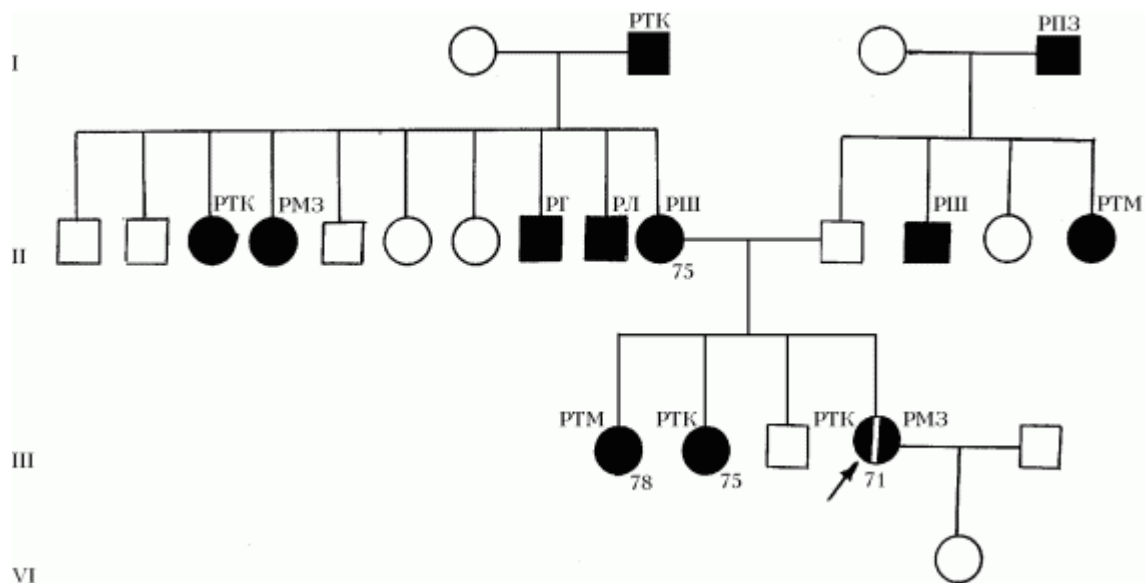 РТК РПЗ
I
РТК РМЗ РГ РЛ РШ РШ РТМ
II
75
РТМ РТК РТК РМЗ
III
78 75 71
VI